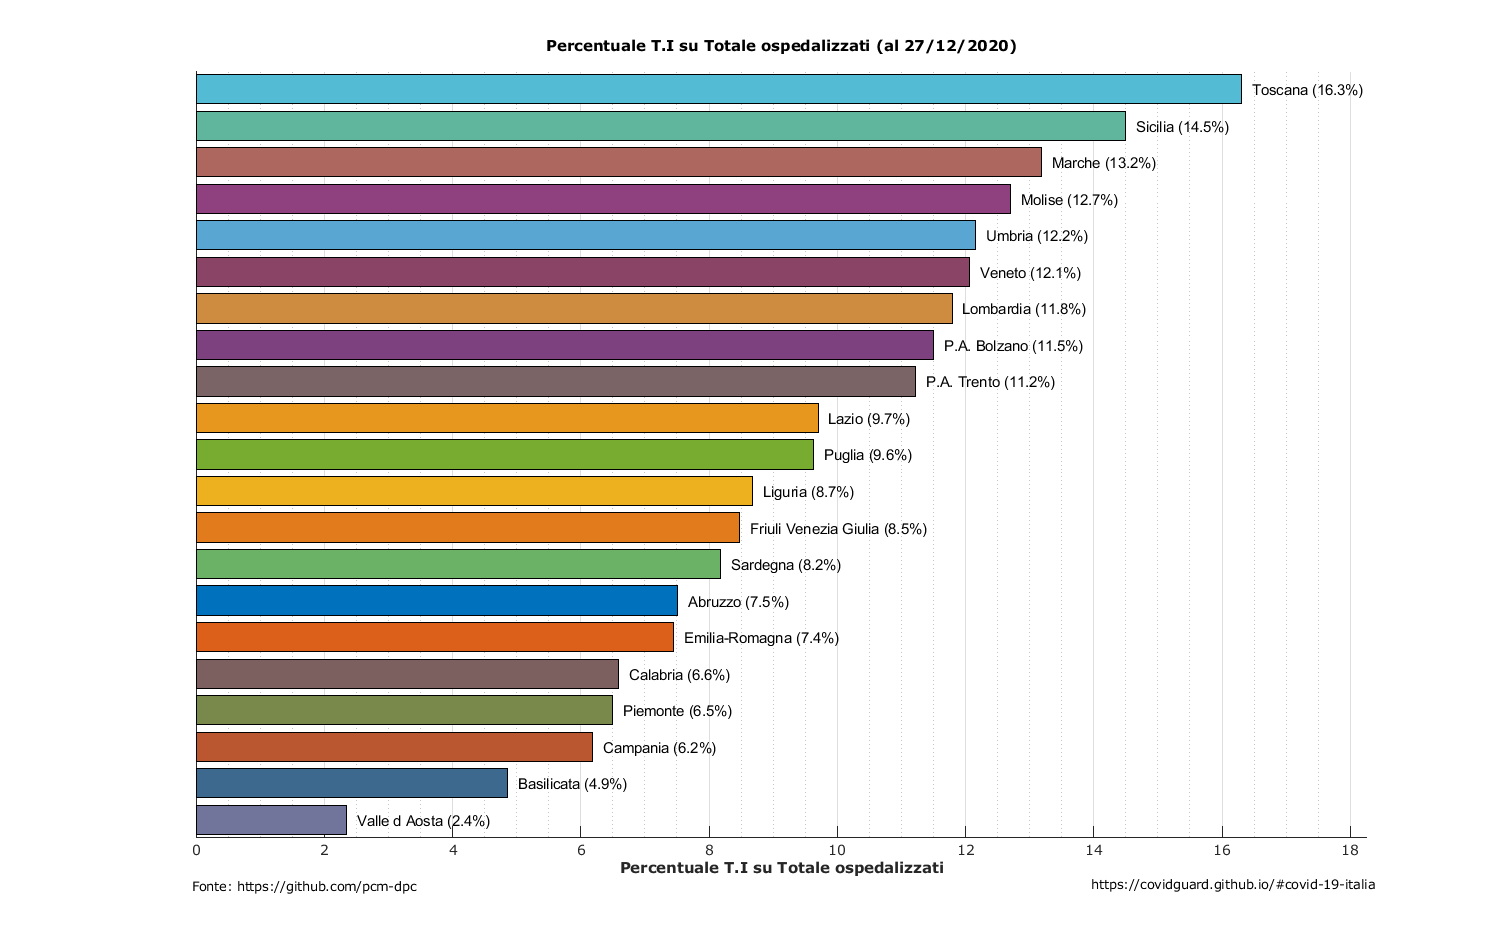 Percentuale T.I su Totale ospedalizzati (al 27/12/2020)
Toscana (16.3%)
Sicilia (14.5%)
Marche (13.2%)
Molise (12.7%)
Umbria (12.2%)
Veneto (12.1%)
Lombardia (11.8%)
P.A. Bolzano (11.5%)
P.A. Trento (11.2%)
Lazio (9.7%)
Puglia (9.6%)
Liguria (8.7%)
Friuli Venezia Giulia (8.5%)
Sardegna (8.2%)
Abruzzo (7.5%)
Emilia-Romagna (7.4%)
Calabria (6.6%)
Piemonte (6.5%)
Campania (6.2%)
Basilicata (4.9%)
Valle d Aosta (2.4%)
0 2 4 6 8 10 12 14 16 18
Percentuale T.I su Totale ospedalizzati
Fonte: https://github.com/pcm-dpc
https://covidguard.github.io/#covid-19-italia